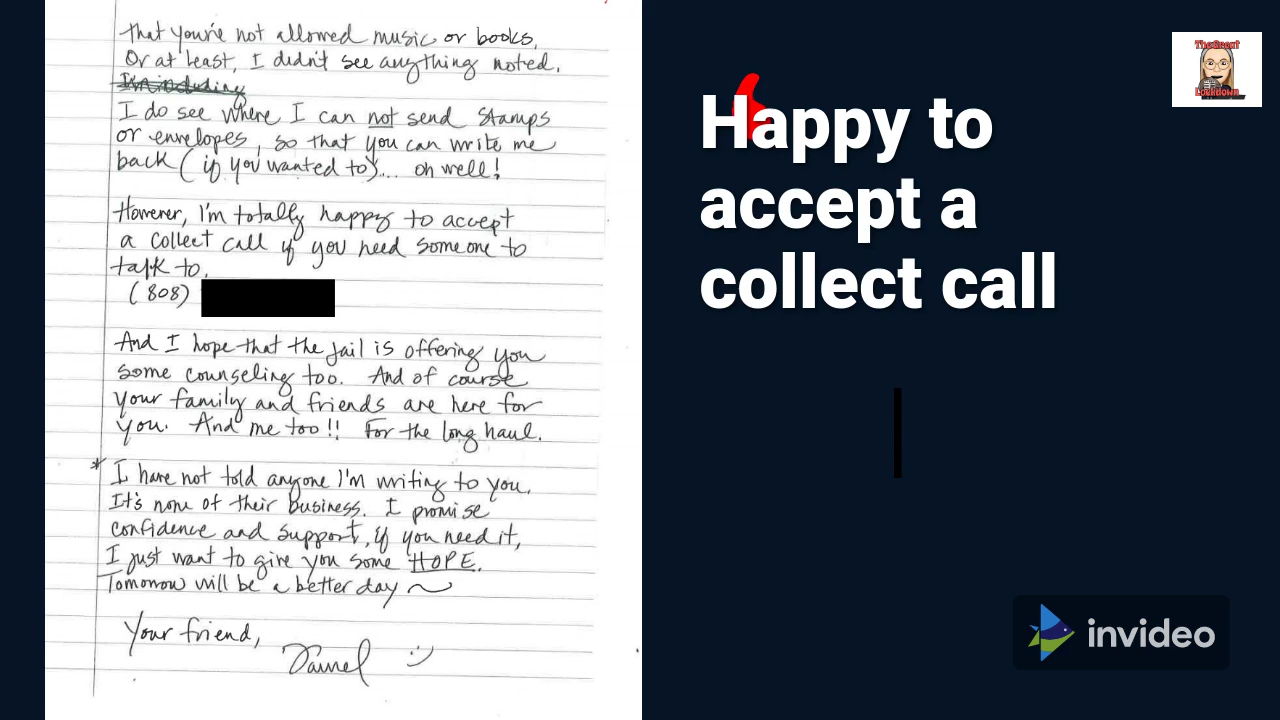 that you're not allowed music or books.
Or at least, I didn't see anything noted.
I'm including
I do see where I can not send stamps
or envelopes, so that you can write me
back (if you wanted to)... oh well!
However, I'm totally happy to accept
a collect call if you need someone to
talk to.
(808)
And I hope that the jail is offering you
some counseling too. And of course
your family and friends are here for
you. And me too!! For the long haul.
* I have not told anyone I'm writing to you.
It's none of their business. I promise
confidence and support, if you need it,
I just want to give you some HOPE.
Tomorrow will be a better day ~
Your friend,
Happy to
accept a
collect call
TheGreat
Lockdown
invideo